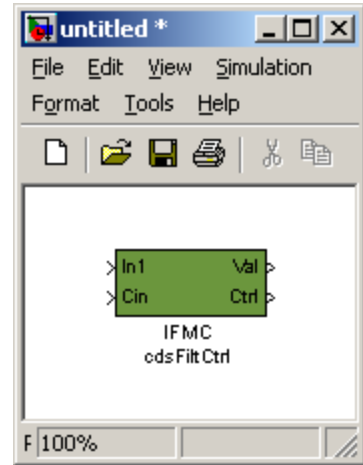 untitled *
File Edit View Simulation
Format Tools Help
In1 Val
Cin Ctrl
IFMC
cdsFiltCtrl
F 100%